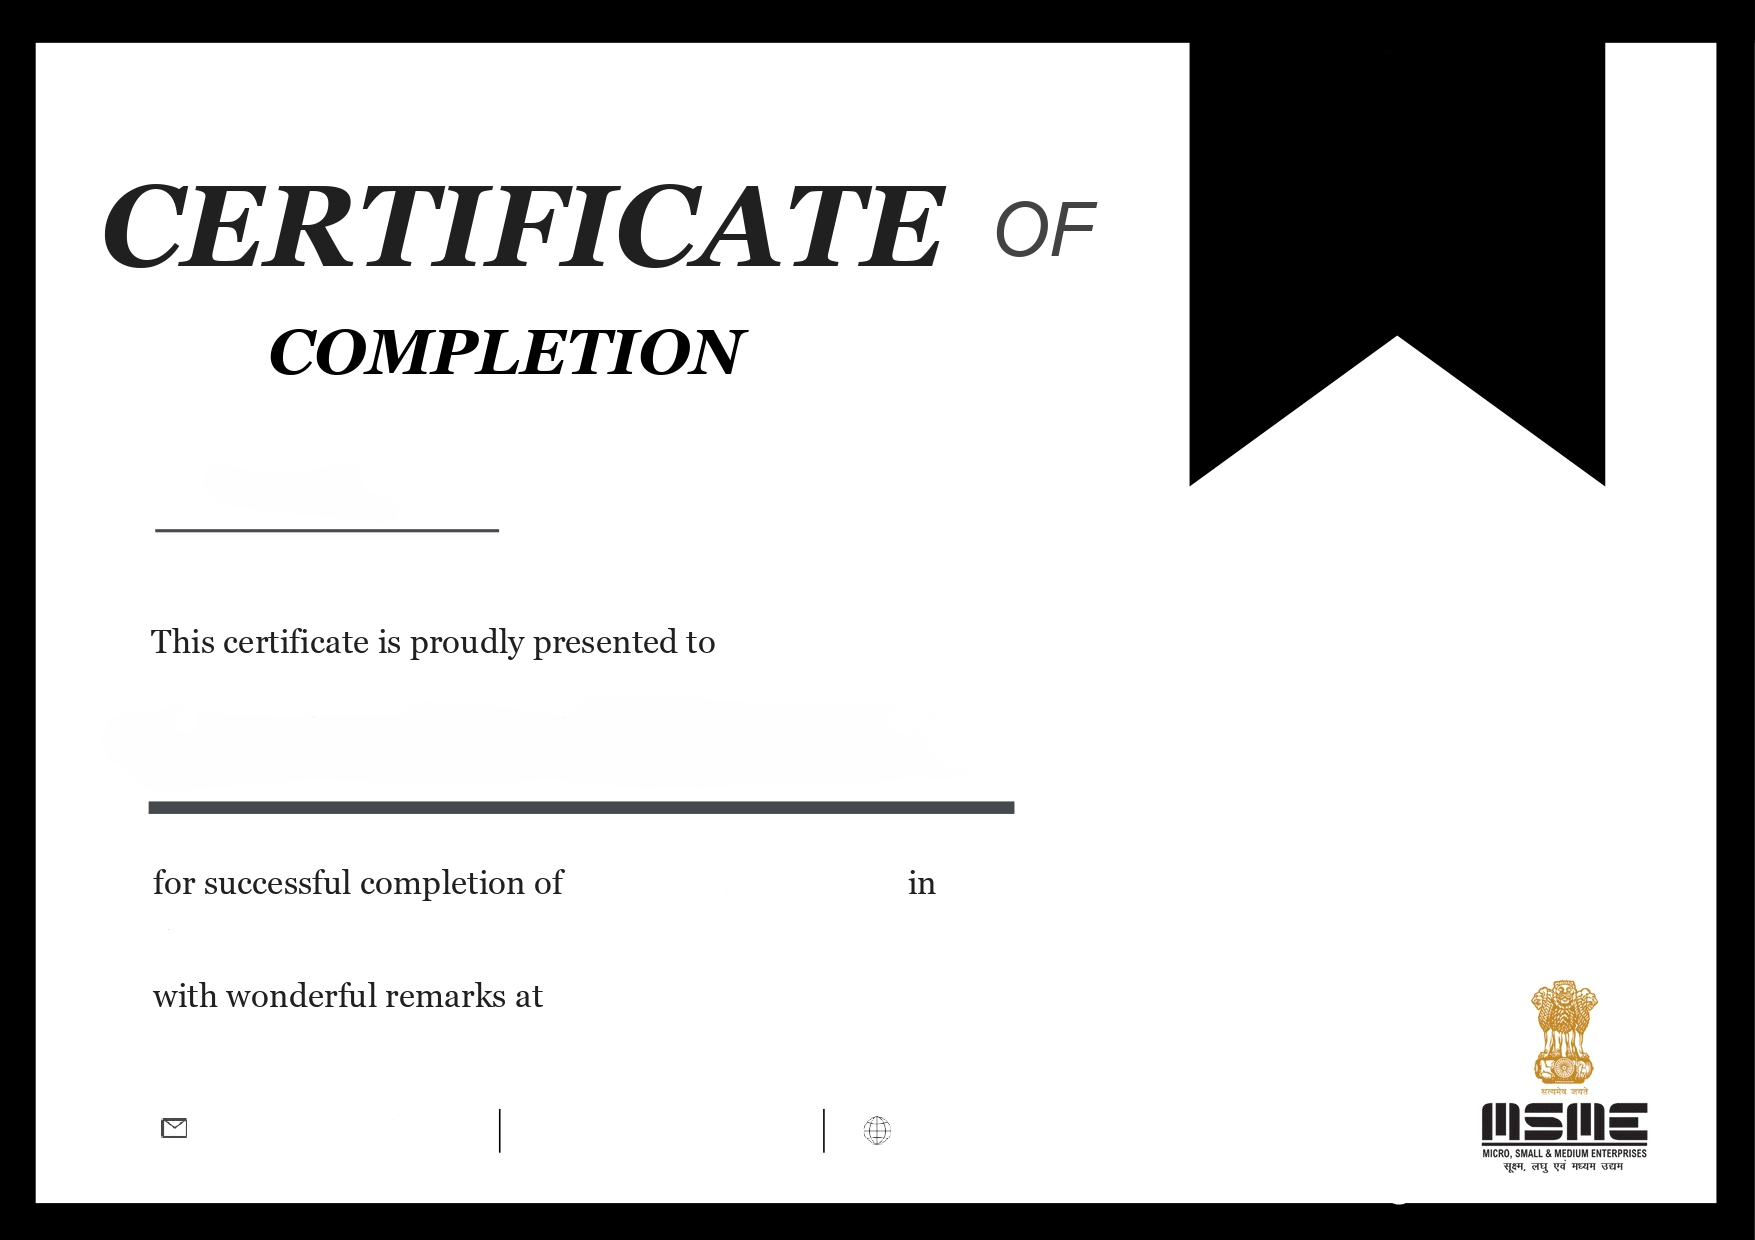 CERTIFICATE OF
COMPLETION
This certificate is proudly presented to
for successful completion of in
with wonderful remarks at
सत्यमेव जयते
MSME
MICRO, SMALL & MEDIUM ENTERPRISES
सूक्ष्म, लघु एवं मध्यम उद्यम